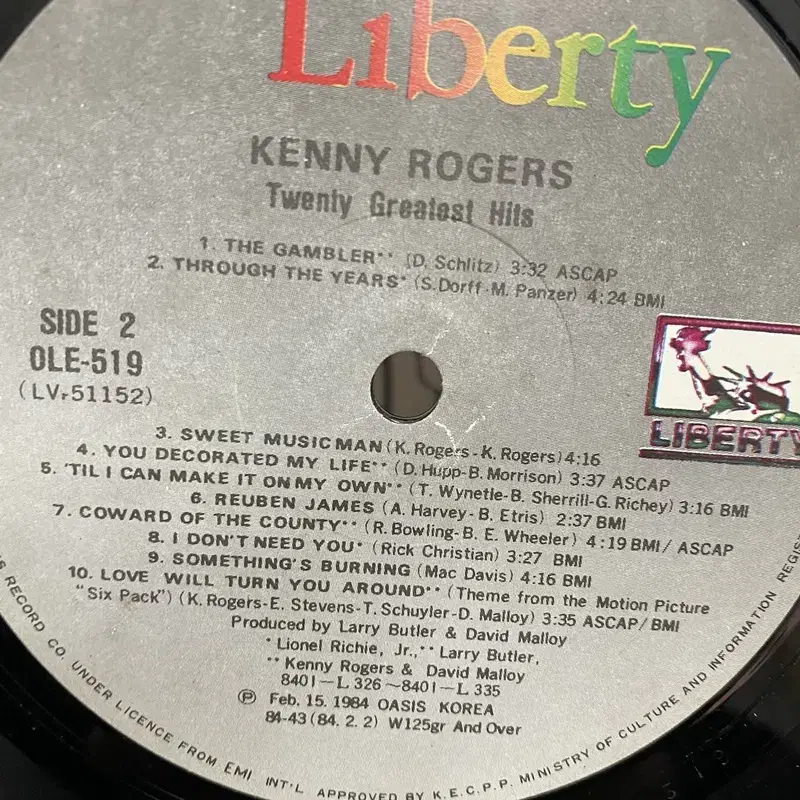 Liberty
KENNY ROGERS
Twenty Greatest Hits
1. THE GAMBLER** (D. Schlitz) 3:32 ASCAP
2. THROUGH THE YEARS* (S. Dorff-M. Panzer) 4:24 BMI
SIDE 2
OLE-519
(LVr51152)
LIBERTY
3. SWEET MUSIC MAN (K. Rogers-K. Rogers) 4:16
4. YOU DECORATED MY LIFE** (D. Hupp-B. Morrison) 3:37 ASCAP
5. 'TIL I CAN MAKE IT ON MY OWN** (T. Wynetle-B. Sherrill-G. Richey) 3:16 BMI
6. REUBEN JAMES (A. Harvey-B. Etris) 2:37 BMI
7. COWARD OF THE COUNTY** (R. Bowling-B. E. Wheeler) 4:19 BMI/ ASCAP
8. I DON'T NEED YOU* (Rick Christian) 3:27 BMI
9. SOMETHING'S BURNING (Mac Davis) 4:16 BMI
10. LOVE WILL TURN YOU AROUND** (Theme from the Motion Picture
"Six Pack") (K. Rogers-E. Stevens-T. Schuyler-D. Malloy) 3:35 ASCAP/BMI
Produced by Larry Butler & David Malloy
* Lionel Richie, Jr., ** Larry Butler,
** Kenny Rogers & David Malloy
8401-L 326~8401-L 335
Ⓟ Feb. 15. 1984 OASIS KOREA
84-43 (84. 2. 2) W125gr And Over
RECORD CO. UNDER LICENCE FROM EMI INT'L APPROVED BY K.E.C.P.P. MINISTRY OF CULTURE AND INFORMATION